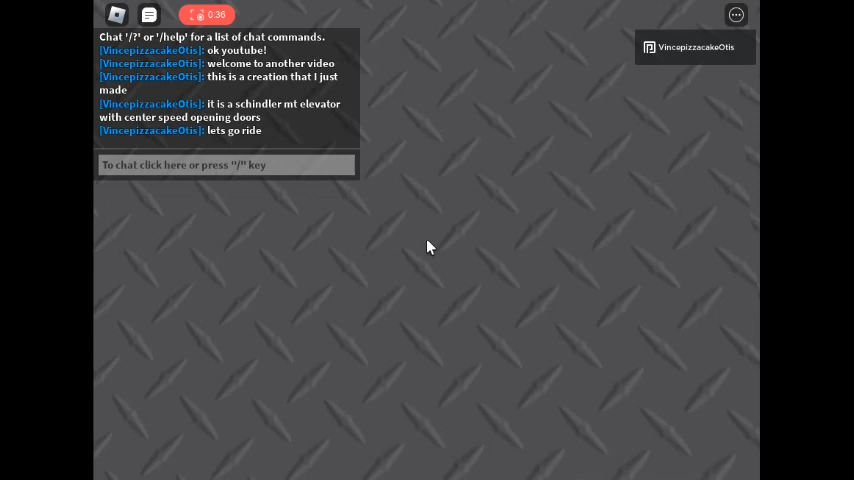 0:36
Chat '/?' or '/help' for a list of chat commands.
[VincepizzacakeOtis]: ok youtube!
[VincepizzacakeOtis]: welcome to another video
[VincepizzacakeOtis]: this is a creation that I just
made
[VincepizzacakeOtis]: it is a schindler mt elevator
with center speed opening doors
[VincepizzacakeOtis]: lets go ride
To chat click here or press "/" key
VincepizzacakeOtis